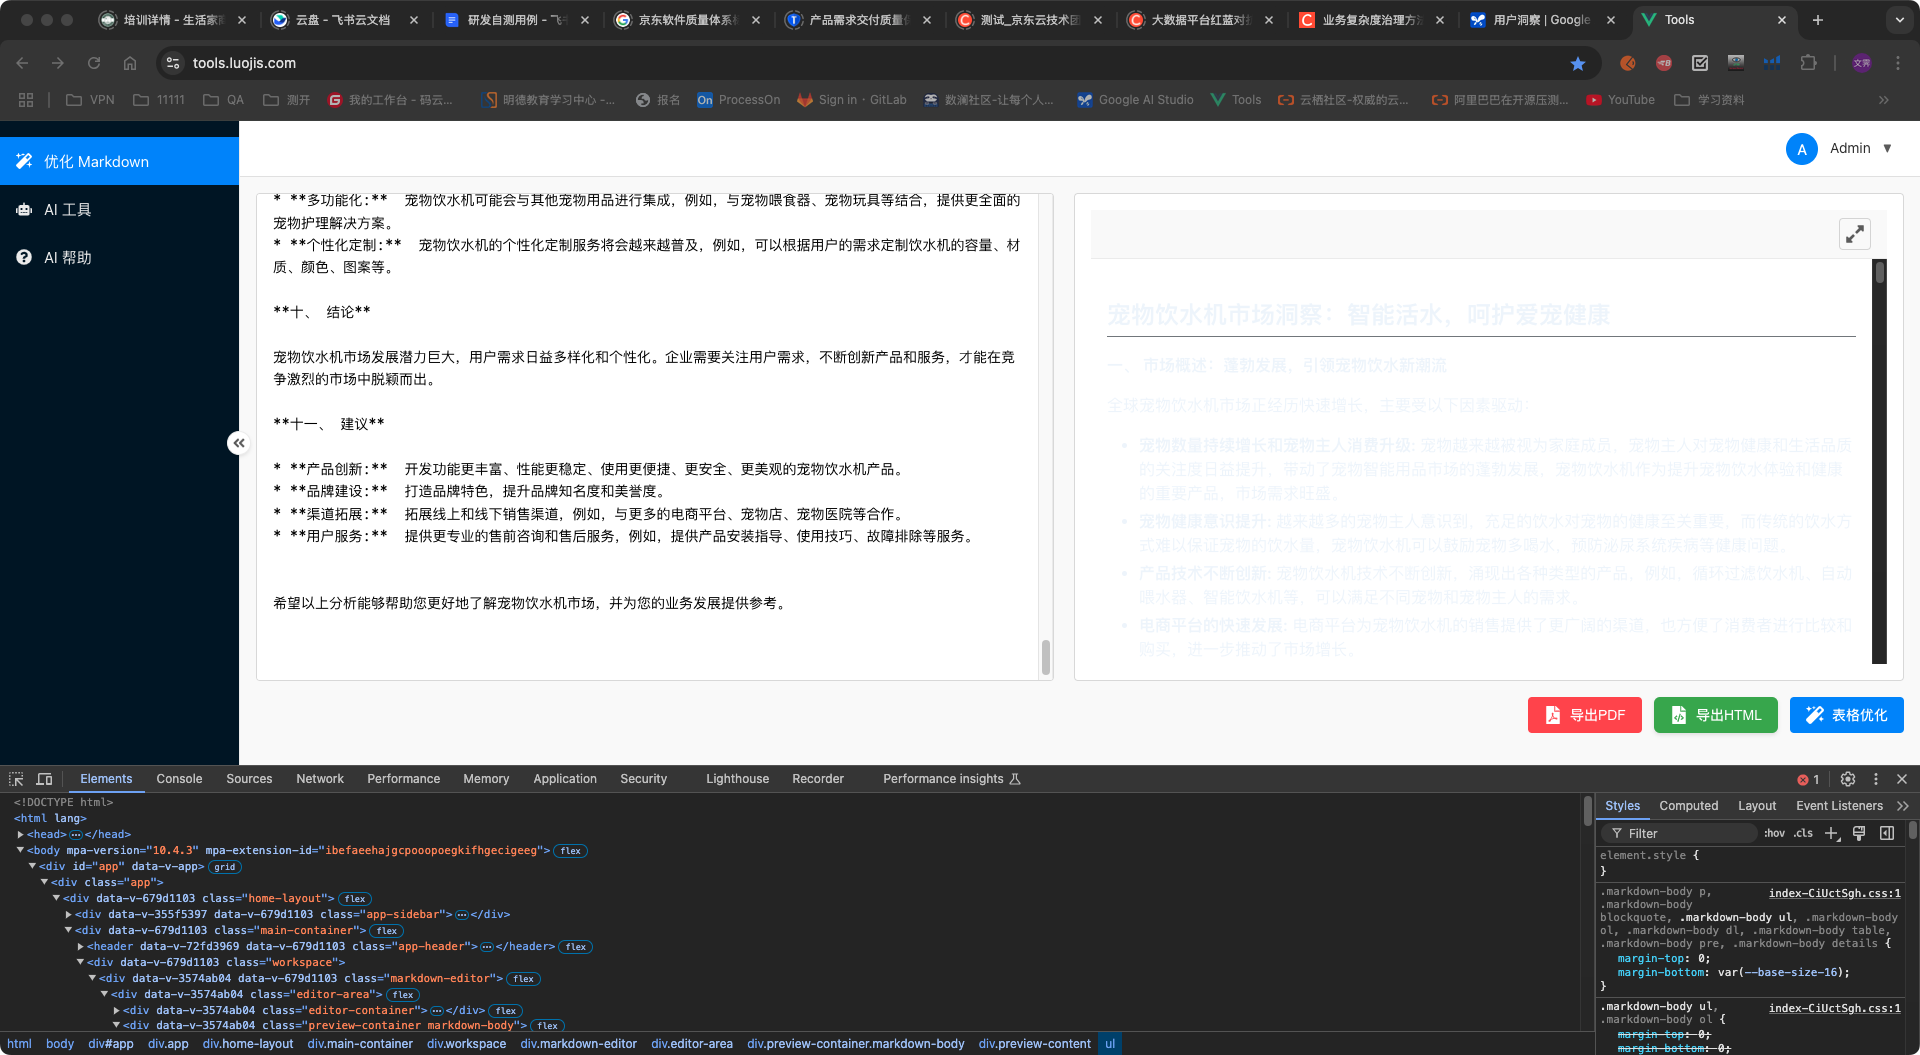 培训详情 - 生活家
云盘 - 飞书云文档
研发自测用例 - 飞书
京东软件质量体系
产品需求交付质量
测试_京东云技术团
大数据平台红蓝对
业务复杂度治理方
用户洞察 | Google
Tools
tools.luojis.com
文霁
VPN
11111
QA
测开
我的工作台 - 码云...
明德教育学习中心 -...
报名
On ProcessOn
Sign in · GitLab
数澜社区-让每个人...
Google AI Studio
Tools
云栖社区-权威的云...
阿里巴巴在开源压测...
YouTube
学习资料
优化 Markdown
AI 工具
AI 帮助
A Admin
* **多功能化:**  宠物饮水机可能会与其他宠物用品进行集成，例如，与宠物喂食器、宠物玩具等结合，提供更全面的
宠物护理解决方案。
* **个性化定制:**  宠物饮水机的个性化定制服务将会越来越普及，例如，可以根据用户的需求定制饮水机的容量、材
质、颜色、图案等。
**十、 结论**
宠物饮水机市场发展潜力巨大，用户需求日益多样化和个性化。企业需要关注用户需求，不断创新产品和服务，才能在竞
争激烈的市场中脱颖而出。
**十一、 建议**
* **产品创新:**  开发功能更丰富、性能更稳定、使用更便捷、更安全、更美观的宠物饮水机产品。
* **品牌建设:**  打造品牌特色，提升品牌知名度和美誉度。
* **渠道拓展:**  拓展线上和线下销售渠道，例如，与更多的电商平台、宠物店、宠物医院等合作。
* **用户服务:**  提供更专业的售前咨询和售后服务，例如，提供产品安装指导、使用技巧、故障排除等服务。
希望以上分析能够帮助您更好地了解宠物饮水机市场，并为您的业务发展提供参考。
宠物饮水机市场洞察：智能活水，呵护爱宠健康
一、 市场概述：蓬勃发展，引领宠物饮水新潮流
全球宠物饮水机市场正经历快速增长，主要受以下因素驱动：
• 宠物数量持续增长和宠物主人消费升级: 宠物越来越被视为家庭成员，宠物主人对宠物健康和生活品质
的关注度日益提升，带动了宠物智能用品市场的蓬勃发展，宠物饮水机作为提升宠物饮水体验和健康
的重要产品，市场需求旺盛。
• 宠物健康意识提升: 越来越多的宠物主人意识到，充足的饮水对宠物的健康至关重要，而传统的饮水方
式难以保证宠物的饮水量，宠物饮水机可以鼓励宠物多喝水，预防泌尿系统疾病等健康问题。
• 产品技术不断创新: 宠物饮水机技术不断创新，涌现出各种类型的产品，例如，循环过滤饮水机、自动
喂水器、智能饮水机等，可以满足不同宠物和宠物主人的需求。
• 电商平台的快速发展: 电商平台为宠物饮水机的销售提供了更广阔的渠道，也方便了消费者进行比较和
购买，进一步推动了市场增长。
导出PDF
导出HTML
表格优化
Elements Console Sources Network Performance Memory Application Security Lighthouse Recorder Performance insights
1
<!DOCTYPE html>
<html lang>
<head> … </head>
<body mpa-version="10.4.3" mpa-extension-id="ibefaeehajgcpooopoegkifhgecigeeg"> flex
<div id="app" data-v-app> grid
<div class="app">
<div data-v-679d1103 class="home-layout"> flex
<div data-v-355f5397 data-v-679d1103 class="app-sidebar"> … </div>
<div data-v-679d1103 class="main-container"> flex
<header data-v-72fd3969 data-v-679d1103 class="app-header"> … </header> flex
<div data-v-679d1103 class="workspace">
<div data-v-3574ab04 data-v-679d1103 class="markdown-editor"> flex
<div data-v-3574ab04 class="editor-area"> flex
<div data-v-3574ab04 class="editor-container"> … </div> flex
<div data-v-3574ab04 class="preview-container markdown-body"> flex
html body div#app div.app div.home-layout div.main-container div.workspace div.markdown-editor div.editor-area div.preview-container.markdown-body div.preview-content ul
Styles Computed Layout Event Listeners
Filter :hov .cls
element.style {
}
.markdown-body p, index-CiUctSgh.css:1
.markdown-body
blockquote, .markdown-body ul, .markdown-body
ol, .markdown-body dl, .markdown-body table,
.markdown-body pre, .markdown-body details {
margin-top: 0;
margin-bottom: var(--base-size-16);
}
.markdown-body ul, index-CiUctSgh.css:1
.markdown-body ol {
margin-top: 0;
margin-bottom: 0;